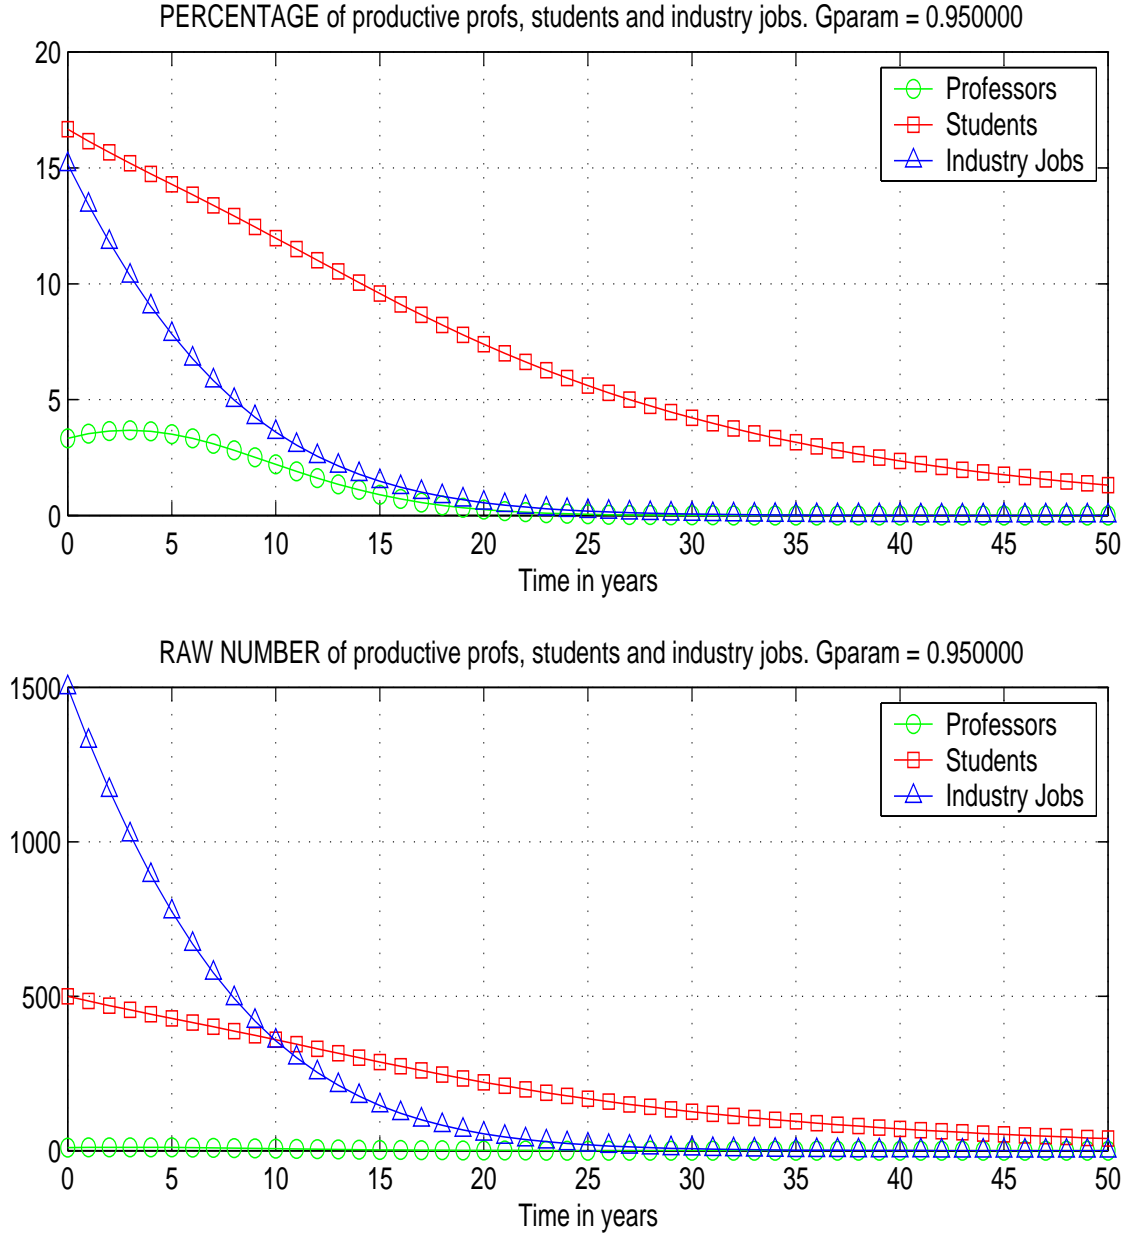 PERCENTAGE of productive profs, students and industry jobs. Gparam = 0.950000
20
15
10
5
0
Professors
Students
Industry Jobs
0 5 10 15 20 25 30 35 40 45 50
Time in years
RAW NUMBER of productive profs, students and industry jobs. Gparam = 0.950000
1500
1000
500
0
Professors
Students
Industry Jobs
0 5 10 15 20 25 30 35 40 45 50
Time in years